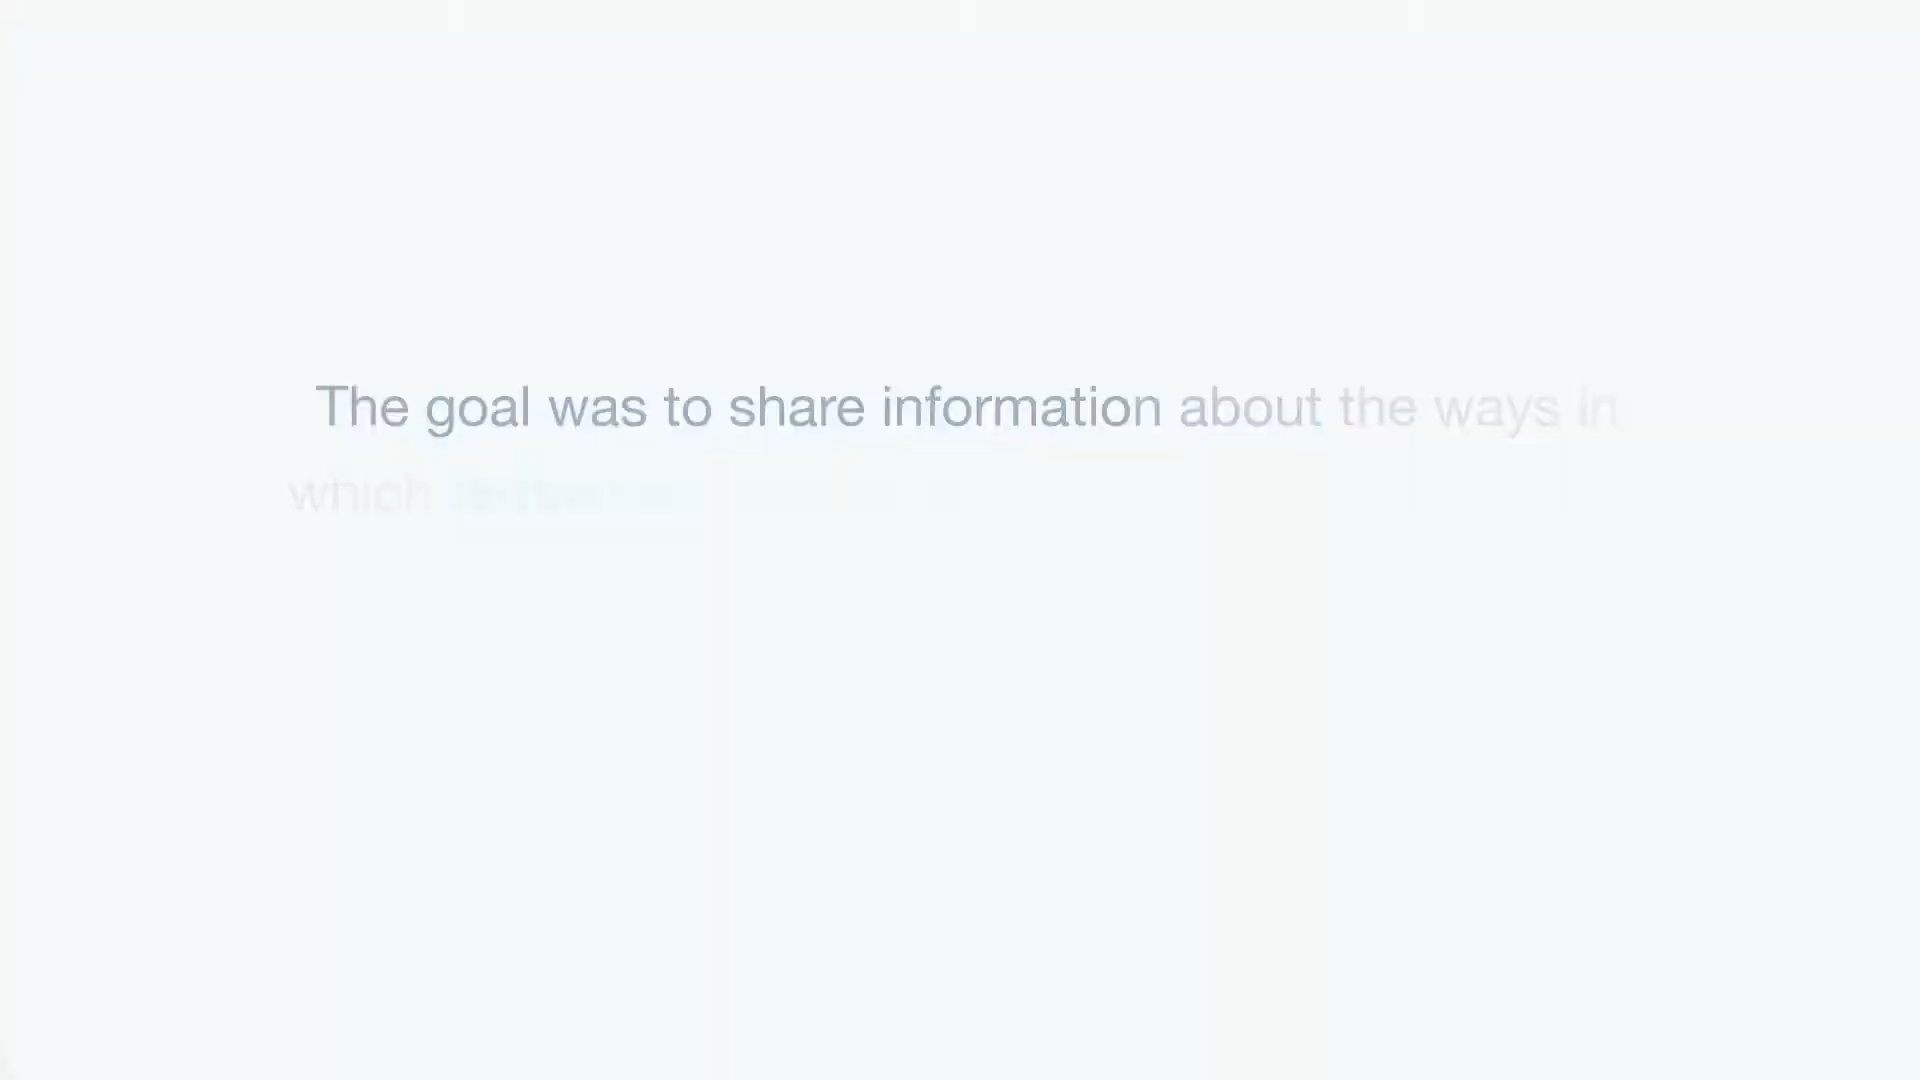 The goal was to share information about the ways in
which